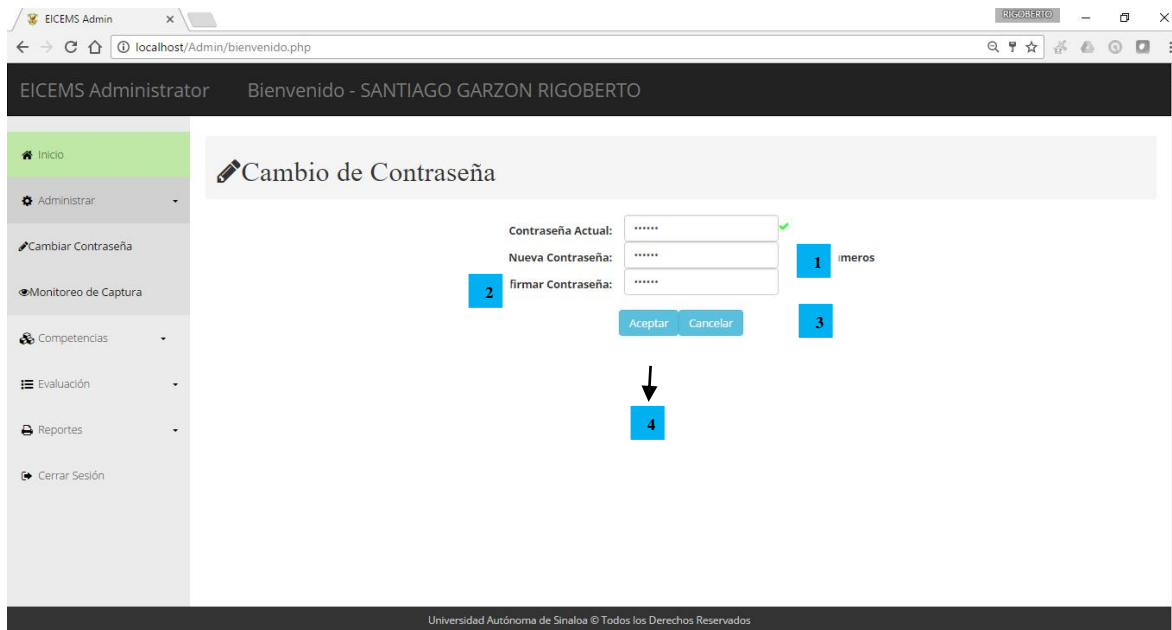 EICEMS Admin
RIGOBERTO
localhost/Admin/bienvenido.php
EICEMS Administrator Bienvenido - SANTIAGO GARZON RIGOBERTO
Inicio
Administrar
Cambiar Contraseña
Monitoreo de Captura
Competencias
Evaluación
Reportes
Cerrar Sesión
Cambio de Contraseña
Contraseña Actual: ······
Nueva Contraseña: ······ 1 meros
2 firmar Contraseña: ······
Aceptar Cancelar 3
4
Universidad Autónoma de Sinaloa © Todos los Derechos Reservados